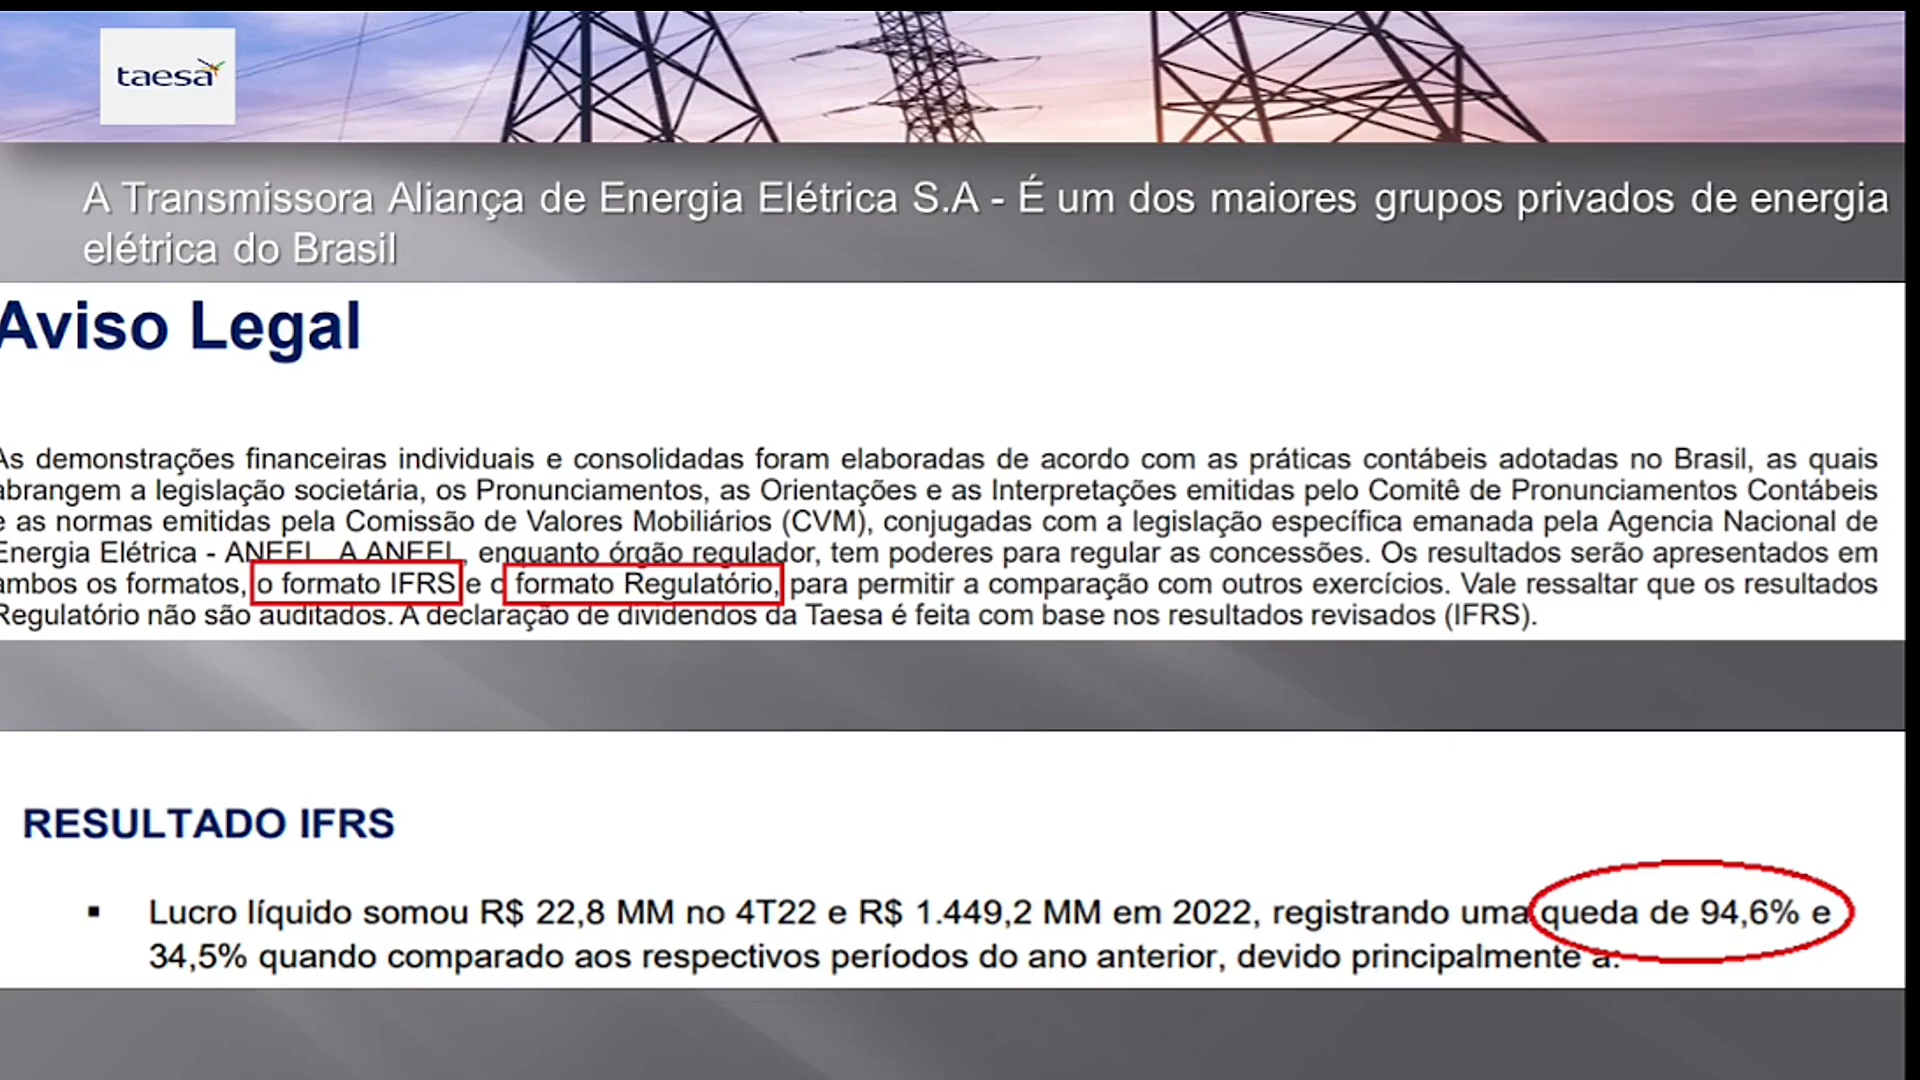 taesa
A Transmissora Aliança de Energia Elétrica S.A - É um dos maiores grupos privados de energia
elétrica do Brasil
Aviso Legal
As demonstrações financeiras individuais e consolidadas foram elaboradas de acordo com as práticas contábeis adotadas no Brasil, as quais
abrangem a legislação societária, os Pronunciamentos, as Orientações e as Interpretações emitidas pelo Comitê de Pronunciamentos Contábeis
e as normas emitidas pela Comissão de Valores Mobiliários (CVM), conjugadas com a legislação específica emanada pela Agencia Nacional de
Energia Elétrica - ANEEL. A ANEEL, enquanto órgão regulador, tem poderes para regular as concessões. Os resultados serão apresentados em
ambos os formatos, o formato IFRS e o formato Regulatório, para permitir a comparação com outros exercícios. Vale ressaltar que os resultados
Regulatório não são auditados. A declaração de dividendos da Taesa é feita com base nos resultados revisados (IFRS).
RESULTADO IFRS
▪ Lucro líquido somou R$ 22,8 MM no 4T22 e R$ 1.449,2 MM em 2022, registrando uma queda de 94,6% e
34,5% quando comparado aos respectivos períodos do ano anterior, devido principalmente a: